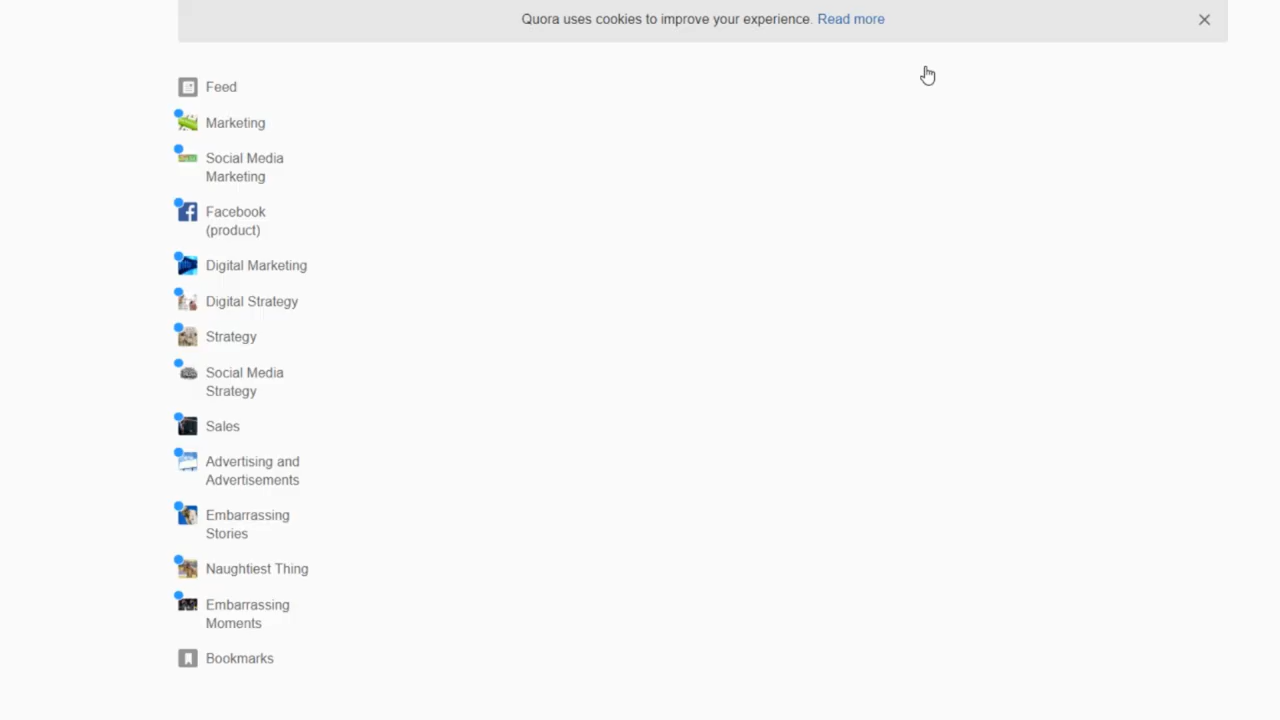 Quora uses cookies to improve your experience. Read more
Feed
Marketing
Social Media
Marketing
Facebook
(product)
Digital Marketing
Digital Strategy
Strategy
Social Media
Strategy
Sales
Advertising and
Advertisements
Embarrassing
Stories
Naughtiest Thing
Embarrassing
Moments
Bookmarks